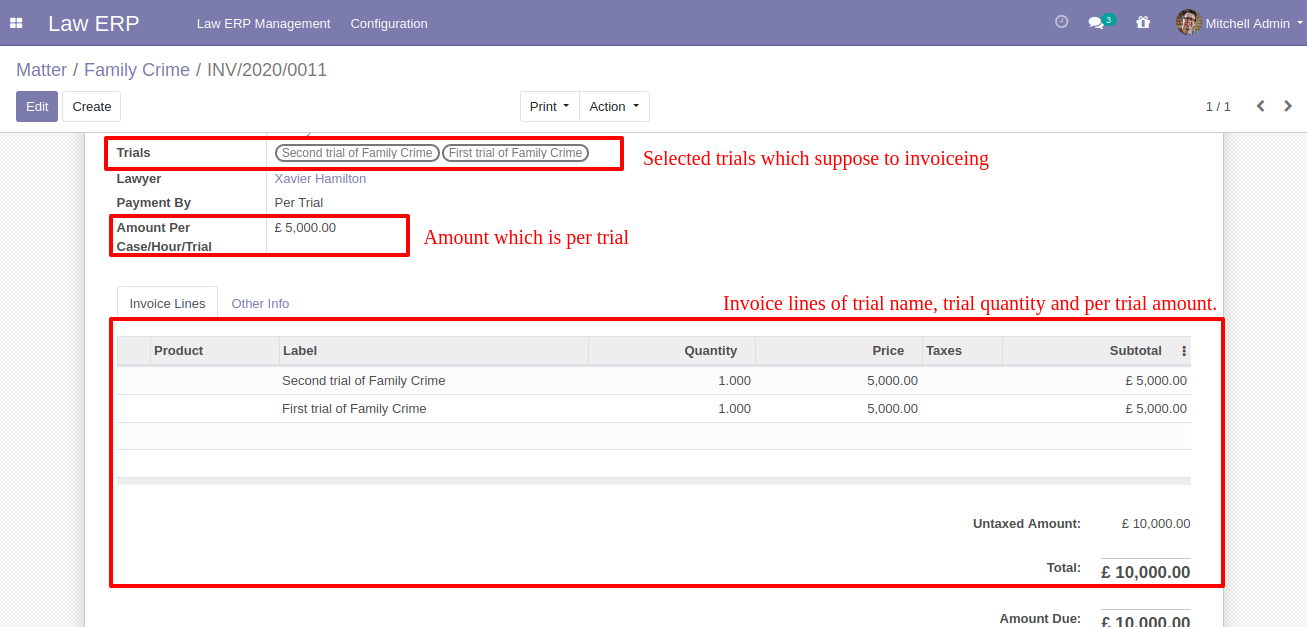 Law ERP Law ERP Management Configuration 3 Mitchell Admin
Matter / Family Crime / INV/2020/0011
Edit Create Print Action 1 / 1
Trials Second trial of Family Crime First trial of Family Crime Selected trials which suppose to invoiceing
Lawyer Xavier Hamilton
Payment By Per Trial
Amount Per £ 5,000.00
Case/Hour/Trial
Amount which is per trial
Invoice Lines Other Info Invoice lines of trial name, trial quantity and per trial amount.
Product Label Quantity Price Taxes Subtotal
Second trial of Family Crime 1.000 5,000.00 £ 5,000.00
First trial of Family Crime 1.000 5,000.00 £ 5,000.00
Untaxed Amount: £ 10,000.00
Total: £ 10,000.00
Amount Due: £ 10,000.00